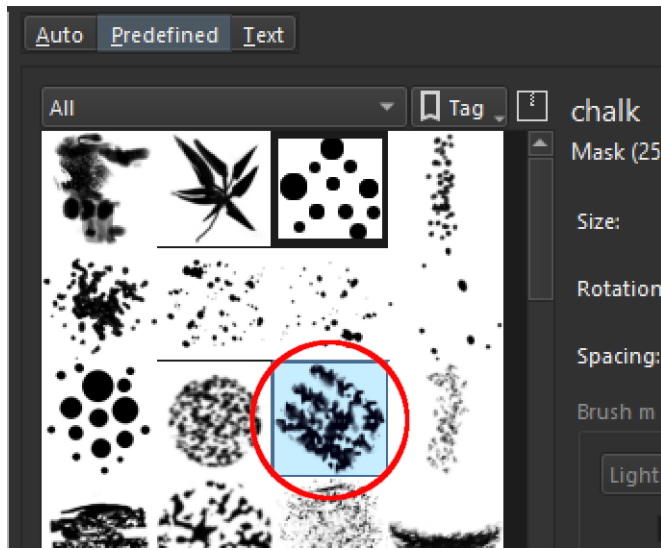 Auto Predefined Text
All Tag
chalk
Mask (25
Size:
Rotation
Spacing:
Brush m
Light